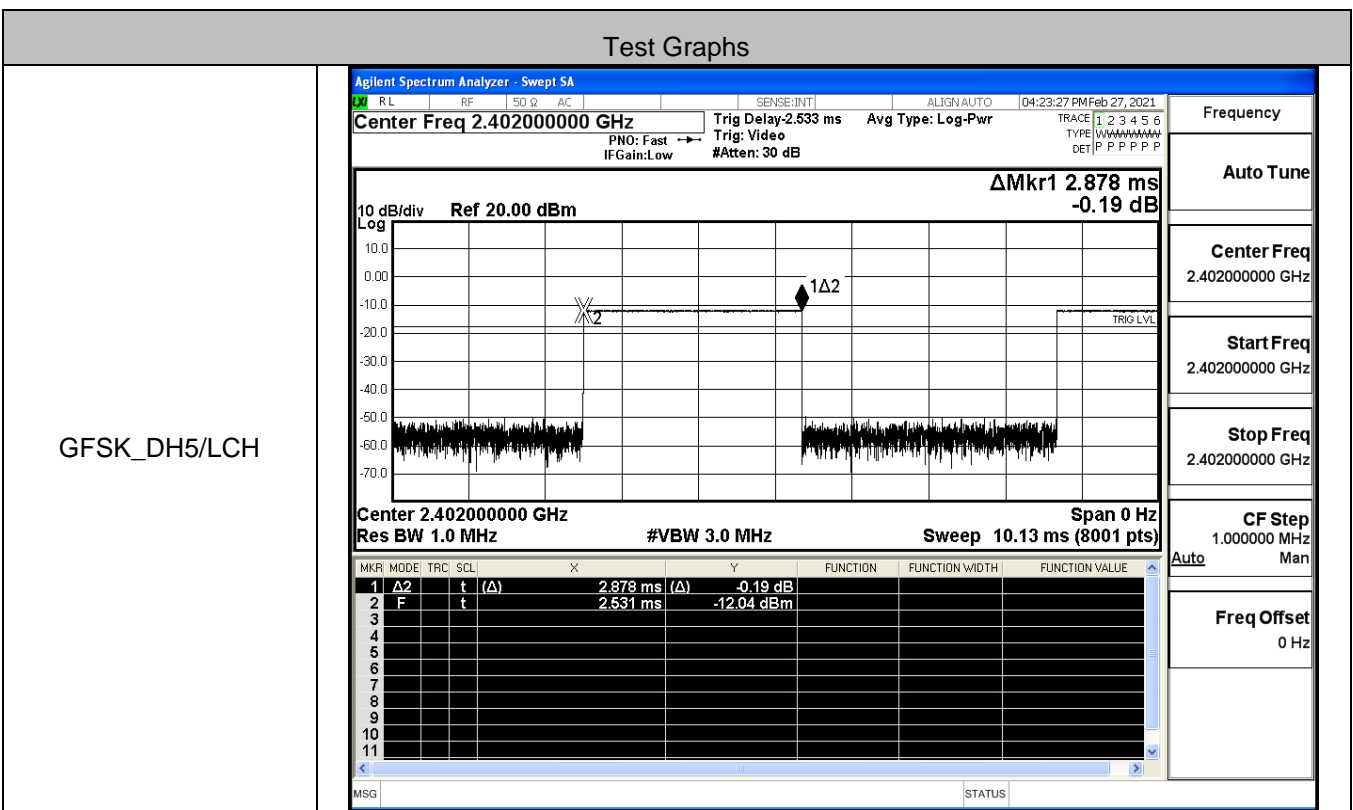 Test Graphs
GFSK_DH5/LCH
Agilent Spectrum Analyzer - Swept SA
LXI RL RF 50 Ω AC SENSE:INT ALIGNAUTO 04:23:27 PM Feb 27, 2021
Center Freq 2.402000000 GHz
PNO: Fast
IFGain:Low
Trig Delay-2.533 ms
Trig: Video
#Atten: 30 dB
Avg Type: Log-Pwr
TRACE 1 2 3 4 5 6
TYPE WWWWWW
DET P P P P P P
ΔMkr1 2.878 ms
-0.19 dB
10 dB/div Ref 20.00 dBm
Log
10.0
0.00
-10.0
-20.0
-30.0
-40.0
-50.0
-60.0
-70.0
1Δ2
2
TRIG LVL
Center 2.402000000 GHz Span 0 Hz
Res BW 1.0 MHz #VBW 3.0 MHz Sweep 10.13 ms (8001 pts)
MKR MODE TRC SCL X Y FUNCTION FUNCTION WIDTH FUNCTION VALUE
1 Δ2 t (Δ) 2.878 ms (Δ) -0.19 dB
2 F t 2.531 ms -12.04 dBm
3
4
5
6
7
8
9
10
11
MSG STATUS
Frequency
Auto Tune
Center Freq
2.402000000 GHz
Start Freq
2.402000000 GHz
Stop Freq
2.402000000 GHz
CF Step
1.000000 MHz
Auto Man
Freq Offset
0 Hz